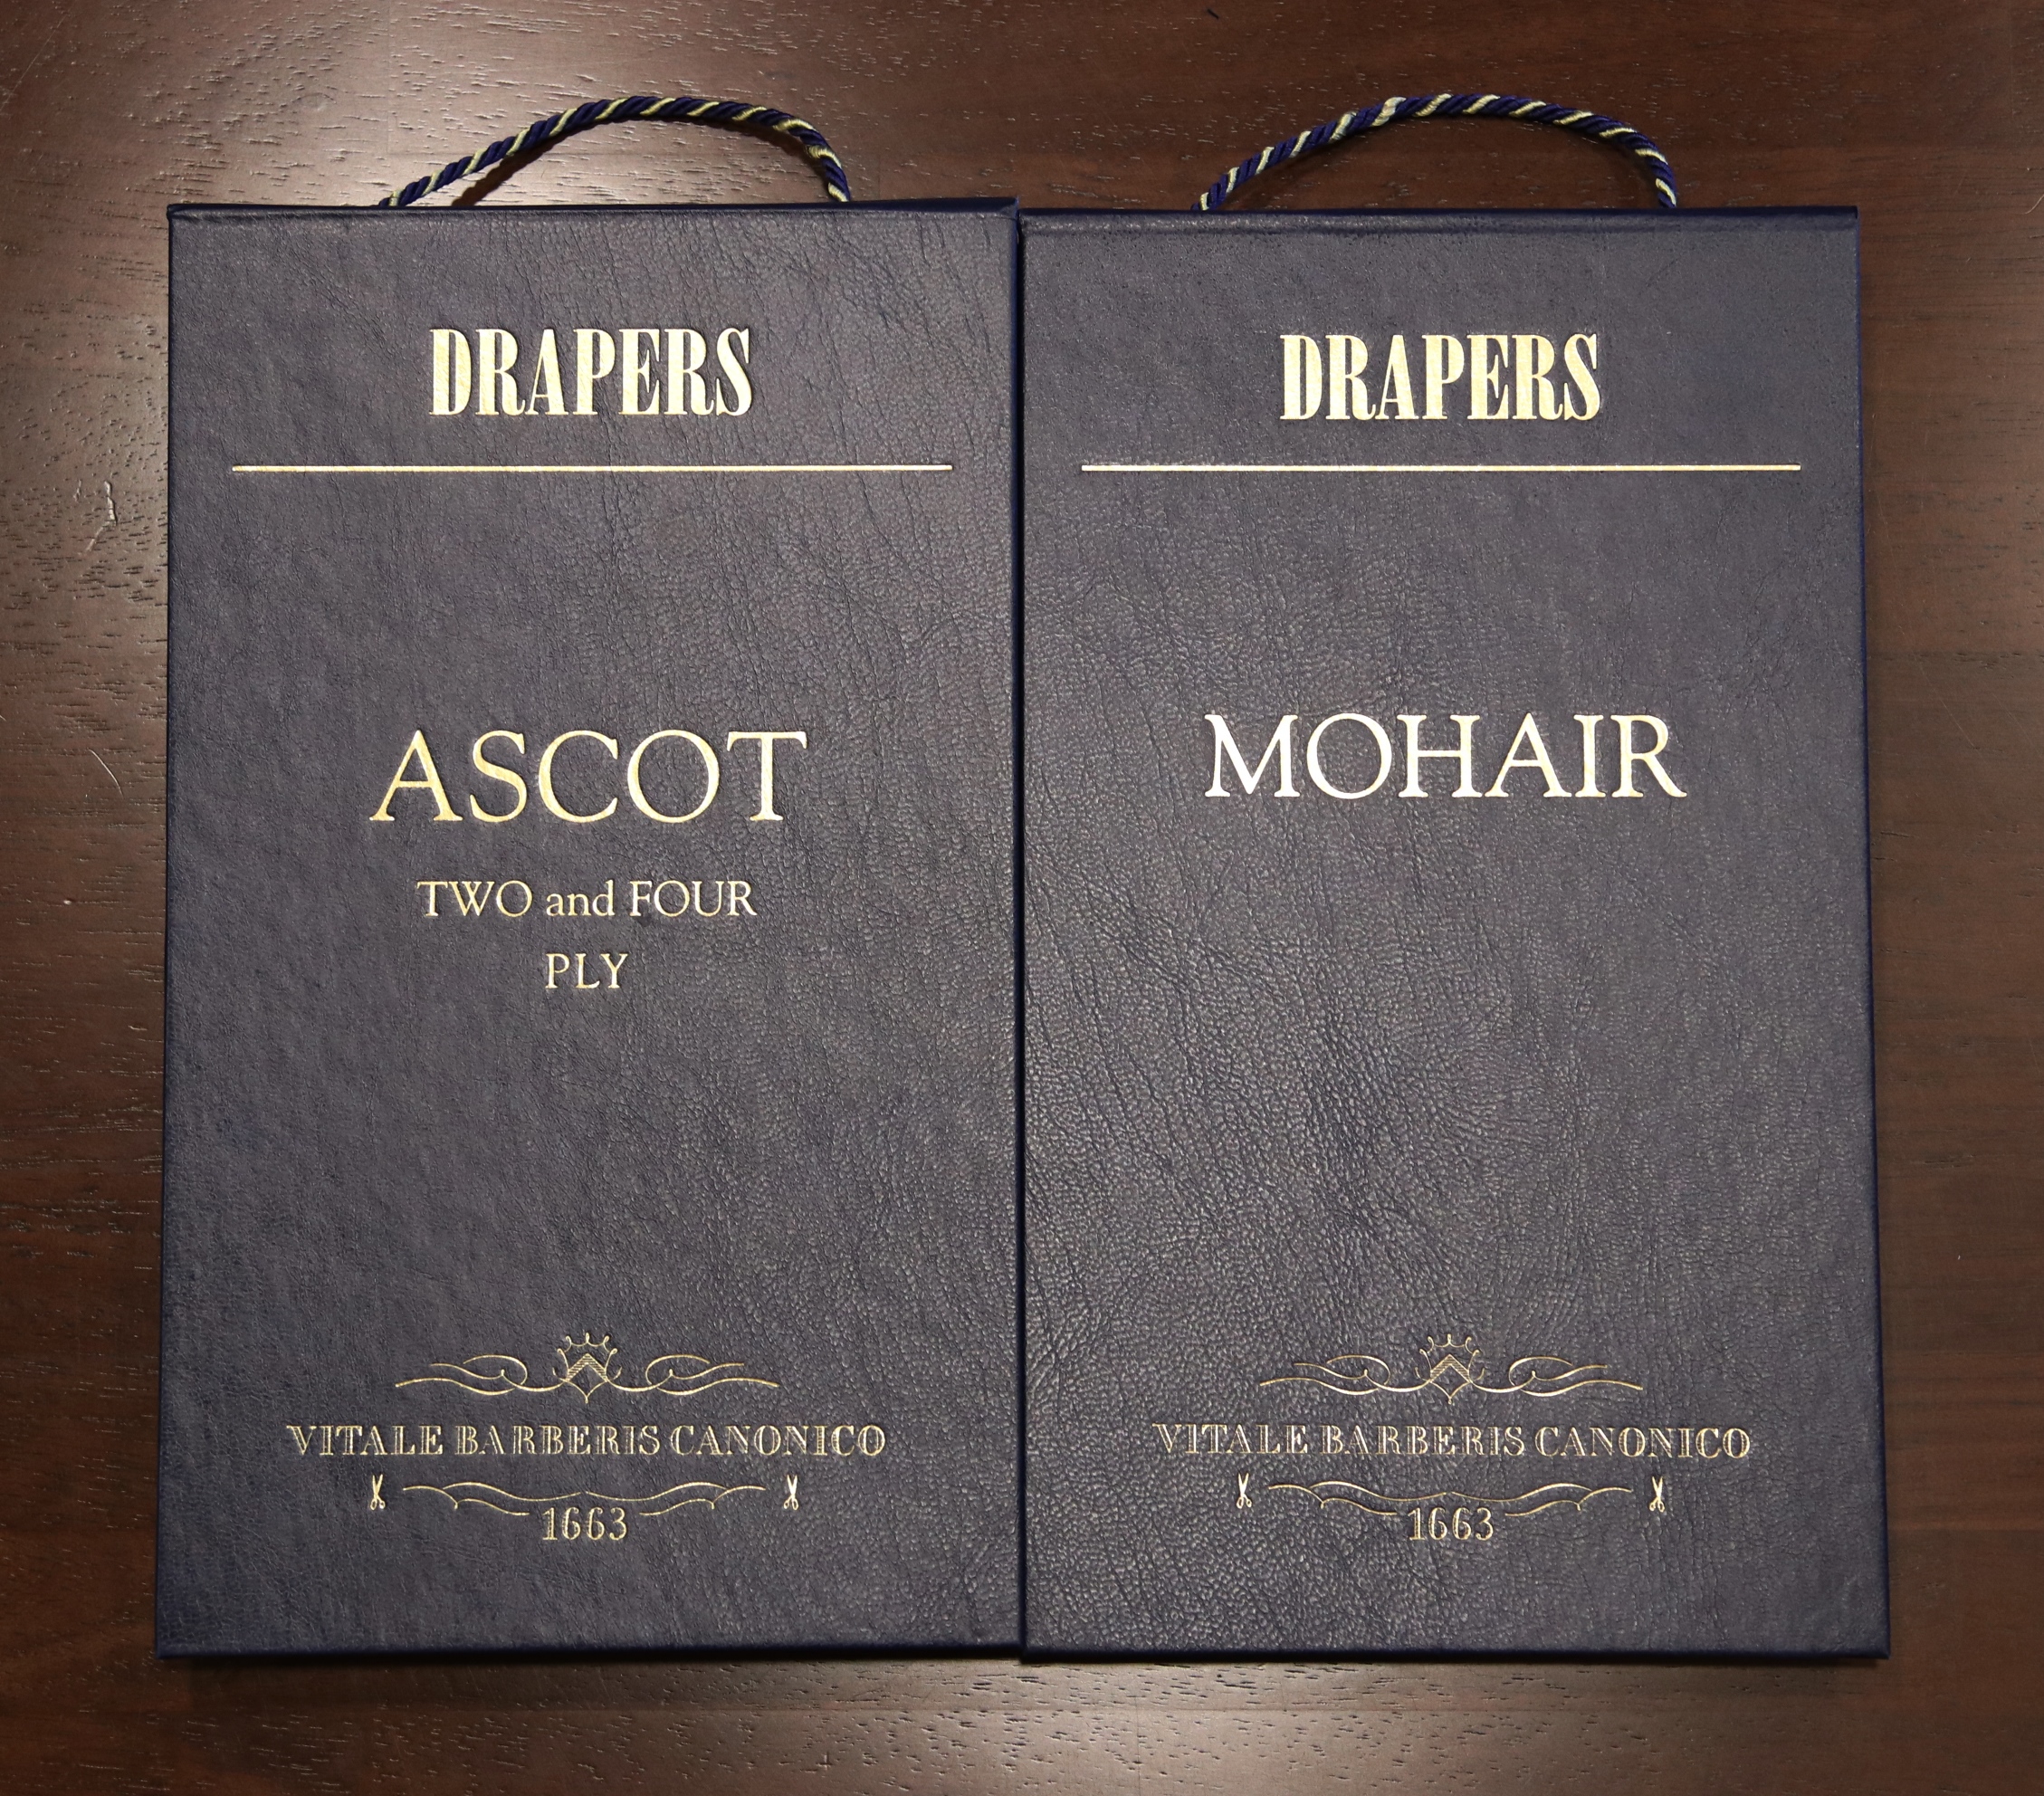 DRAPERS
ASCOT
TWO and FOUR
PLY
VITALE BARBERIS CANONICO
1663
DRAPERS
MOHAIR
VITALE BARBERIS CANONICO
1663